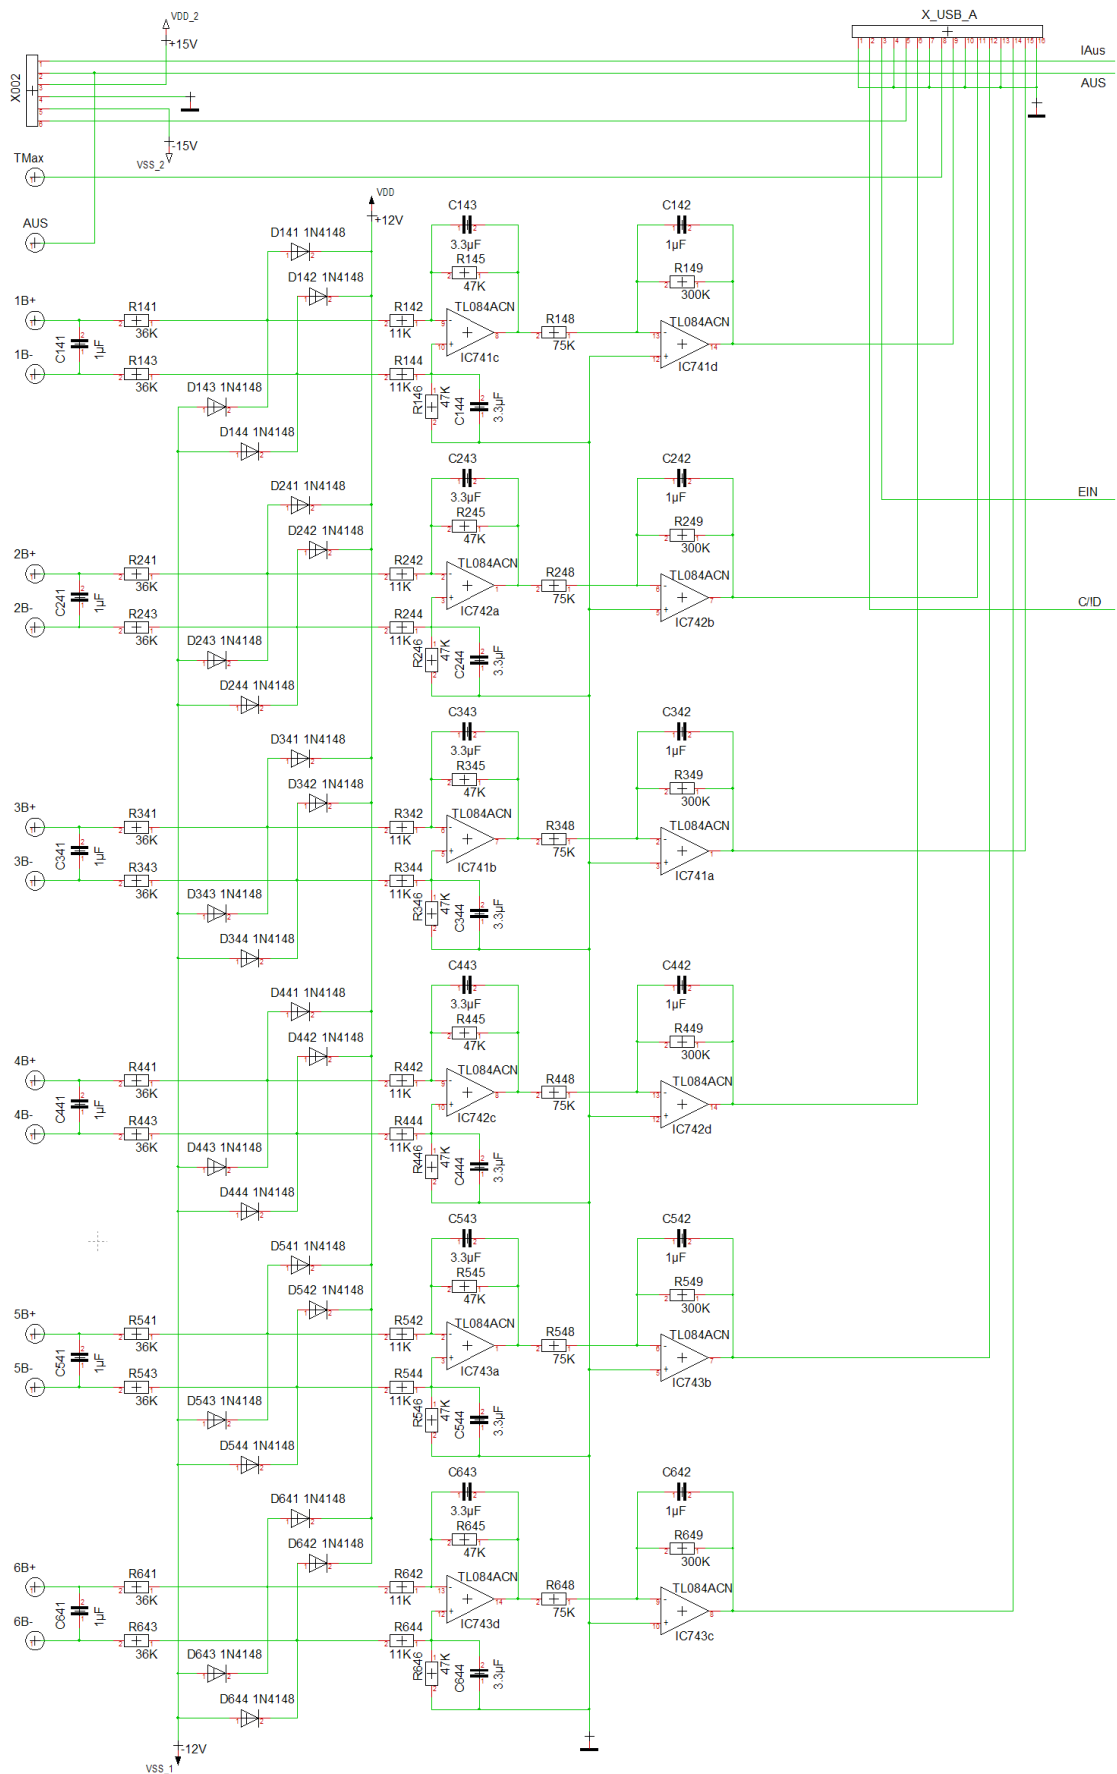 X_USB_A
VDD_2
+15V
IAus
AUS
X002
-15V
VSS_2
TMax
VDD
+12V
AUS
C143
3.3µF
C142
1µF
D141 1N4148
D142 1N4148
R145
47K
R149
300K
1B+
R141
36K
R142
11K
TL084ACN
IC741c
R148
75K
TL084ACN
IC741d
C141
1µF
1B-
R143
36K
R144
11K
D143 1N4148
D144 1N4148
R146
47K
C144
3.3µF
C243
3.3µF
C242
1µF
D241 1N4148
D242 1N4148
R245
47K
R249
300K
EIN
2B+
R241
36K
R242
11K
TL084ACN
IC742a
R248
75K
TL084ACN
IC742b
C/!D
C241
1µF
2B-
R243
36K
R244
11K
D243 1N4148
D244 1N4148
R246
47K
C244
3.3µF
C343
3.3µF
C342
1µF
D341 1N4148
D342 1N4148
R345
47K
R349
300K
3B+
R341
36K
R342
11K
TL084ACN
IC741b
R348
75K
TL084ACN
IC741a
C341
1µF
3B-
R343
36K
R344
11K
D343 1N4148
D344 1N4148
R346
47K
C344
3.3µF
C443
3.3µF
C442
1µF
D441 1N4148
D442 1N4148
R445
47K
R449
300K
4B+
R441
36K
R442
11K
TL084ACN
IC742c
R448
75K
TL084ACN
IC742d
C441
1µF
4B-
R443
36K
R444
11K
D443 1N4148
D444 1N4148
R446
47K
C444
3.3µF
C543
3.3µF
C542
1µF
D541 1N4148
D542 1N4148
R545
47K
R549
300K
5B+
R541
36K
R542
11K
TL084ACN
IC743a
R548
75K
TL084ACN
IC743b
C541
1µF
5B-
R543
36K
R544
11K
D543 1N4148
D544 1N4148
R546
47K
C544
3.3µF
C643
3.3µF
C642
1µF
D641 1N4148
D642 1N4148
R645
47K
R649
300K
6B+
R641
36K
R642
11K
TL084ACN
IC743d
R648
75K
TL084ACN
IC743c
C641
1µF
6B-
R643
36K
R644
11K
D643 1N4148
D644 1N4148
R646
47K
C644
3.3µF
-12V
VSS_1